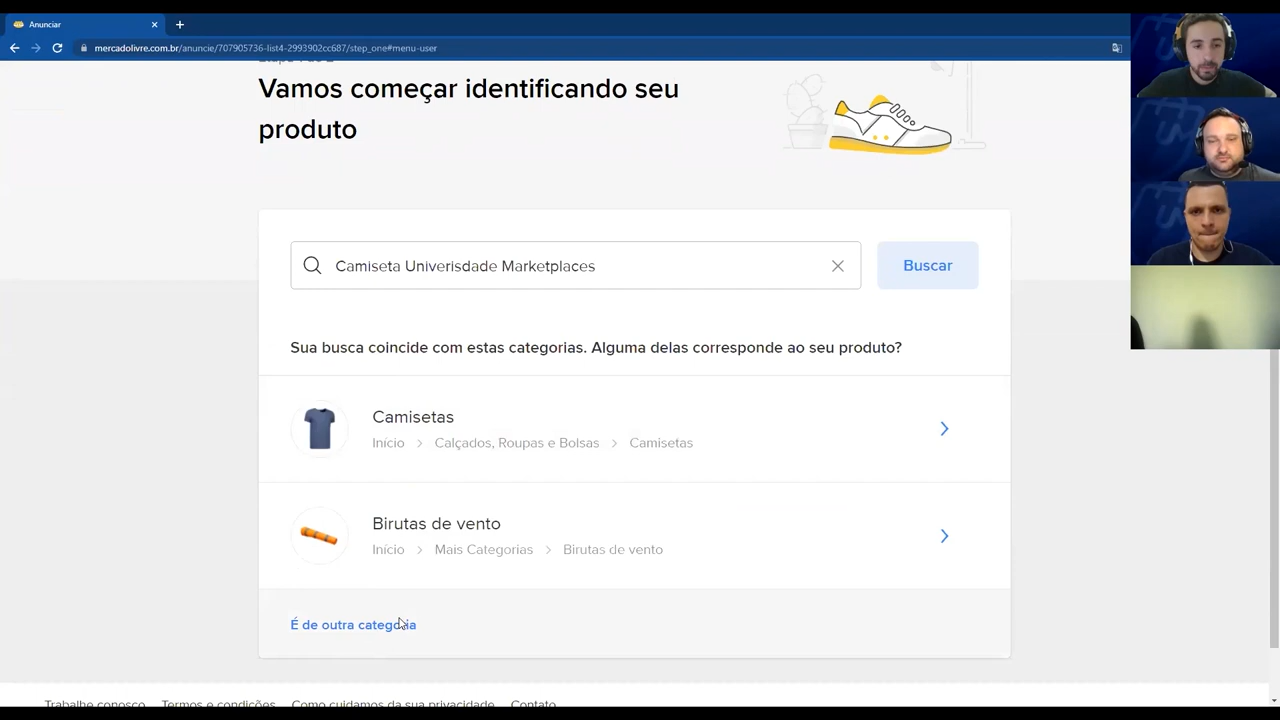 Anunciar
mercadolivre.com.br/anuncie/707905736-list4-2993902cc687/step_one#menu-user
Vamos começar identificando seu
produto
Camiseta Univerisdade Marketplaces
Buscar
Sua busca coincide com estas categorias. Alguma delas corresponde ao seu produto?
Camisetas
Início > Calçados, Roupas e Bolsas > Camisetas
Birutas de vento
Início > Mais Categorias > Birutas de vento
É de outra categoria
Trabalhe conosco Termos e condições Como cuidamos da sua privacidade Contato